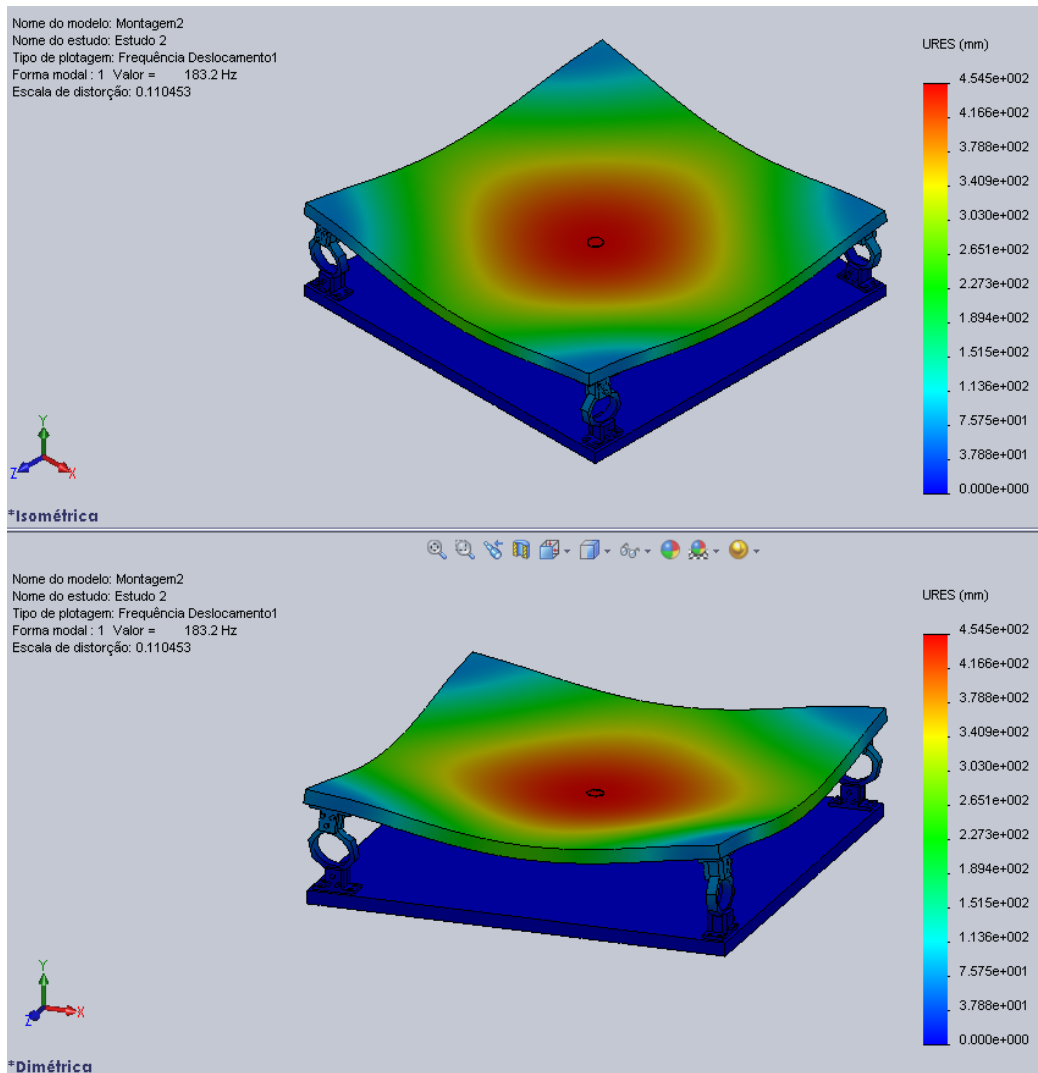 Nome do modelo: Montagem2
Nome do estudo: Estudo 2
Tipo de plotagem: Frequência Deslocamento1
Forma modal : 1 Valor = 183.2 Hz
Escala de distorção: 0.110453
URES (mm)
4.545e+002
4.166e+002
3.788e+002
3.409e+002
3.030e+002
2.651e+002
2.273e+002
1.894e+002
1.515e+002
1.136e+002
7.575e+001
3.788e+001
0.000e+000
Y
Z
X
*Isométrica
Nome do modelo: Montagem2
Nome do estudo: Estudo 2
Tipo de plotagem: Frequência Deslocamento1
Forma modal : 1 Valor = 183.2 Hz
Escala de distorção: 0.110453
URES (mm)
4.545e+002
4.166e+002
3.788e+002
3.409e+002
3.030e+002
2.651e+002
2.273e+002
1.894e+002
1.515e+002
1.136e+002
7.575e+001
3.788e+001
0.000e+000
Y
Z
X
*Dimétrica